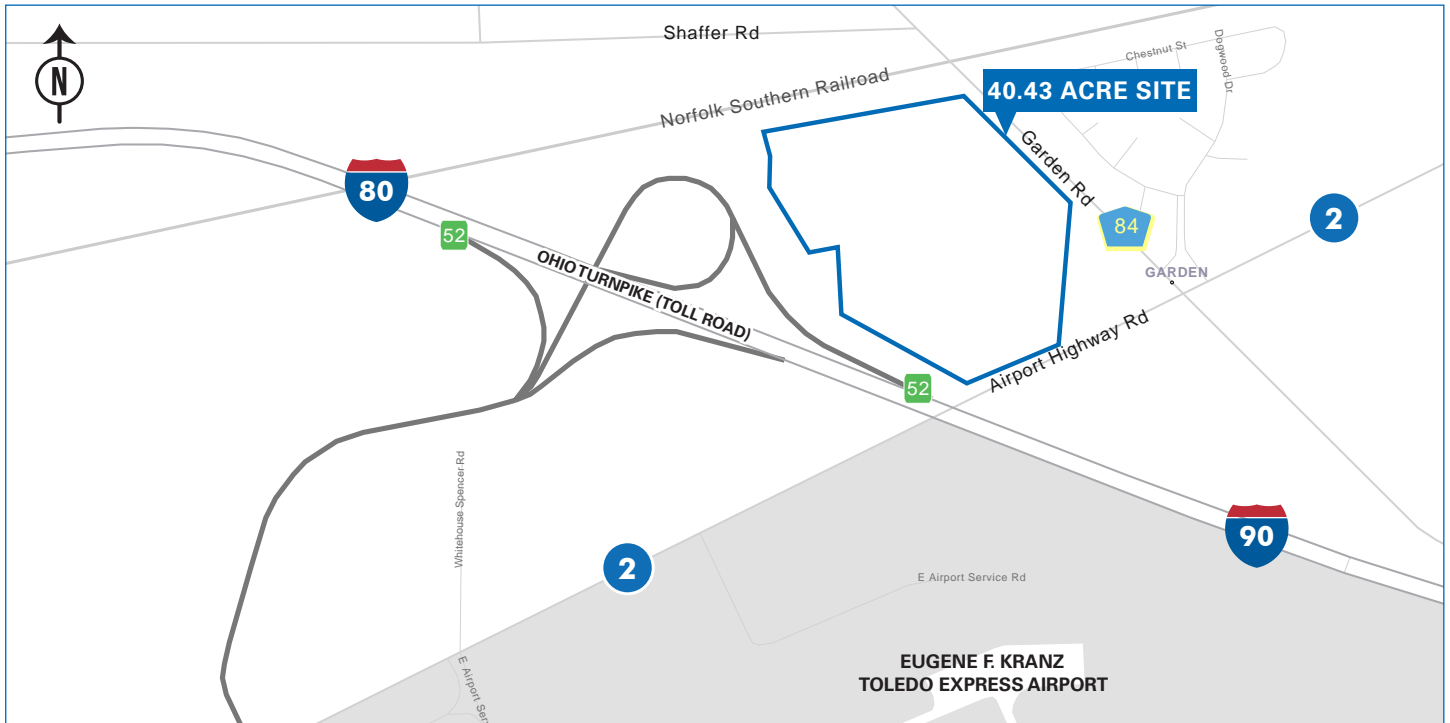 Shaffer Rd
N
Norfolk Southern Railroad
40.43 ACRE SITE
Chestnut St
Dogwood Dr
Garden Rd
80
52
84
2
GARDEN
OHIO TURNPIKE (TOLL ROAD)
Airport Highway Rd
52
Whitehouse Spencer Rd
90
2
E Airport Service Rd
E Airport Serv
EUGENE F. KRANZ
TOLEDO EXPRESS AIRPORT